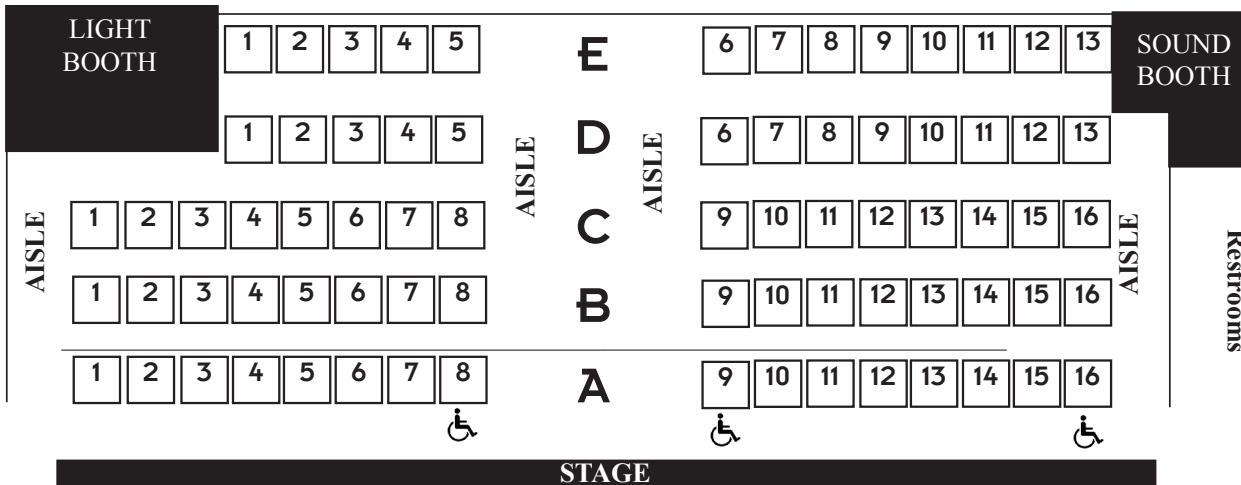 LIGHT
BOOTH
1 2 3 4 5 E 6 7 8 9 10 11 12 13
SOUND
BOOTH
1 2 3 4 5 D 6 7 8 9 10 11 12 13
AISLE
AISLE
1 2 3 4 5 6 7 8 C 9 10 11 12 13 14 15 16
AISLE
AISLE
Restrooms
1 2 3 4 5 6 7 8 B 9 10 11 12 13 14 15 16
1 2 3 4 5 6 7 8 A 9 10 11 12 13 14 15 16
STAGE